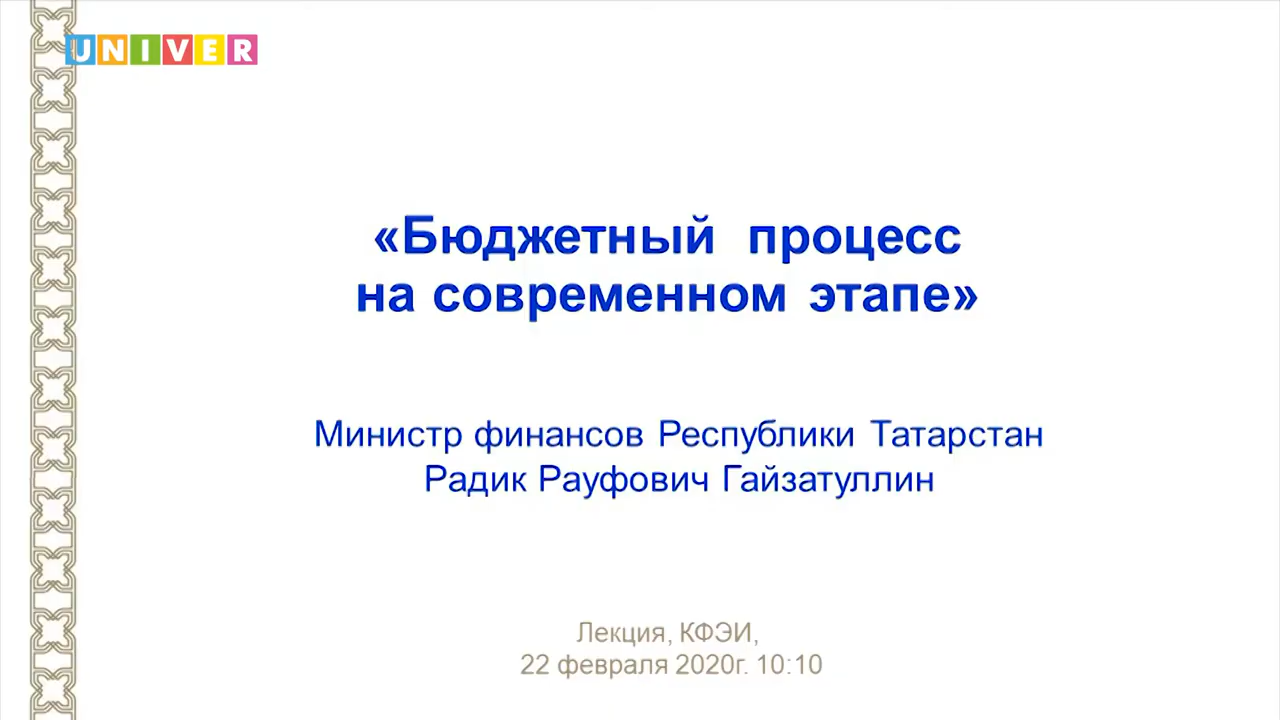 UNIVER
«Бюджетный процесс
на современном этапе»
Министр финансов Республики Татарстан
Радик Рауфович Гайзатуллин
Лекция, КФЭИ,
22 февраля 2020г. 10:10